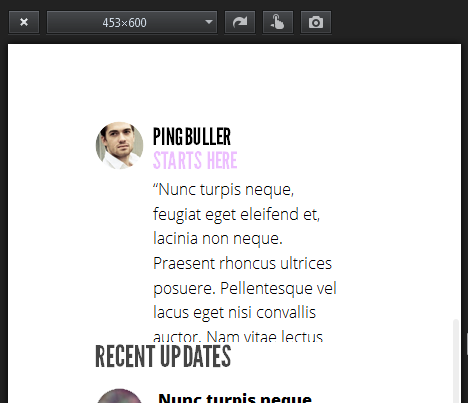 453×600
PING BULLER
STARTS HERE
“Nunc turpis neque,
feugiat eget eleifend et,
lacinia non neque.
Praesent rhoncus ultrices
posuere. Pellentesque vel
lacus eget nisi convallis
auctor. Nam vitae lectus
RECENT UPDATES
Nunc turpis neque